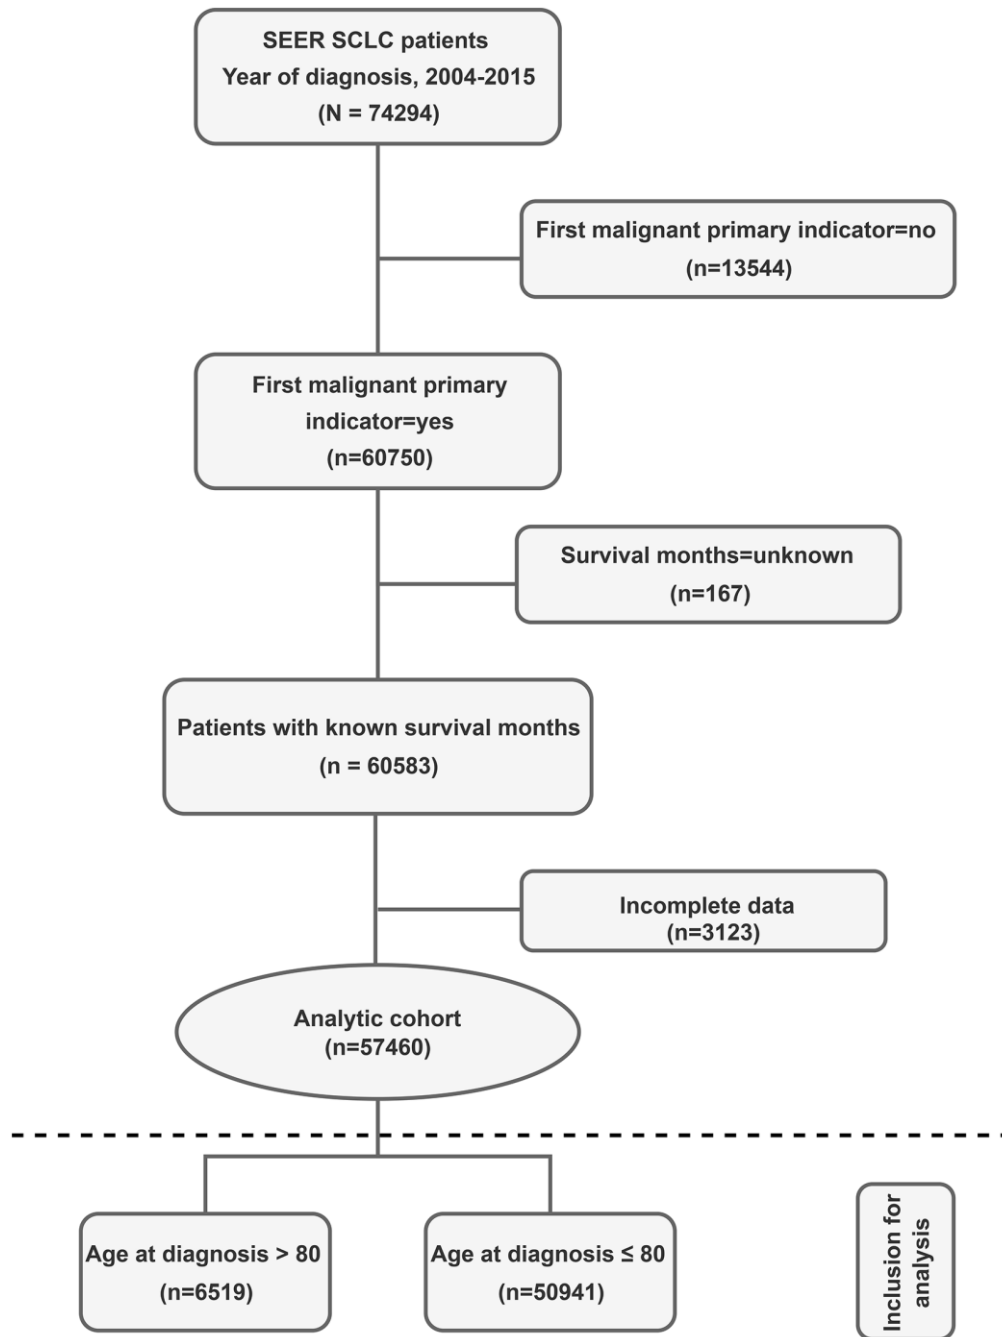 SEER SCLC patients
Year of diagnosis, 2004-2015
(N = 74294)
First malignant primary indicator=no
(n=13544)
First malignant primary
indicator=yes
(n=60750)
Survival months=unknown
(n=167)
Patients with known survival months
(n = 60583)
Incomplete data
(n=3123)
Analytic cohort
(n=57460)
Age at diagnosis > 80
(n=6519)
Age at diagnosis ≤ 80
(n=50941)
Inclusion for
analysis